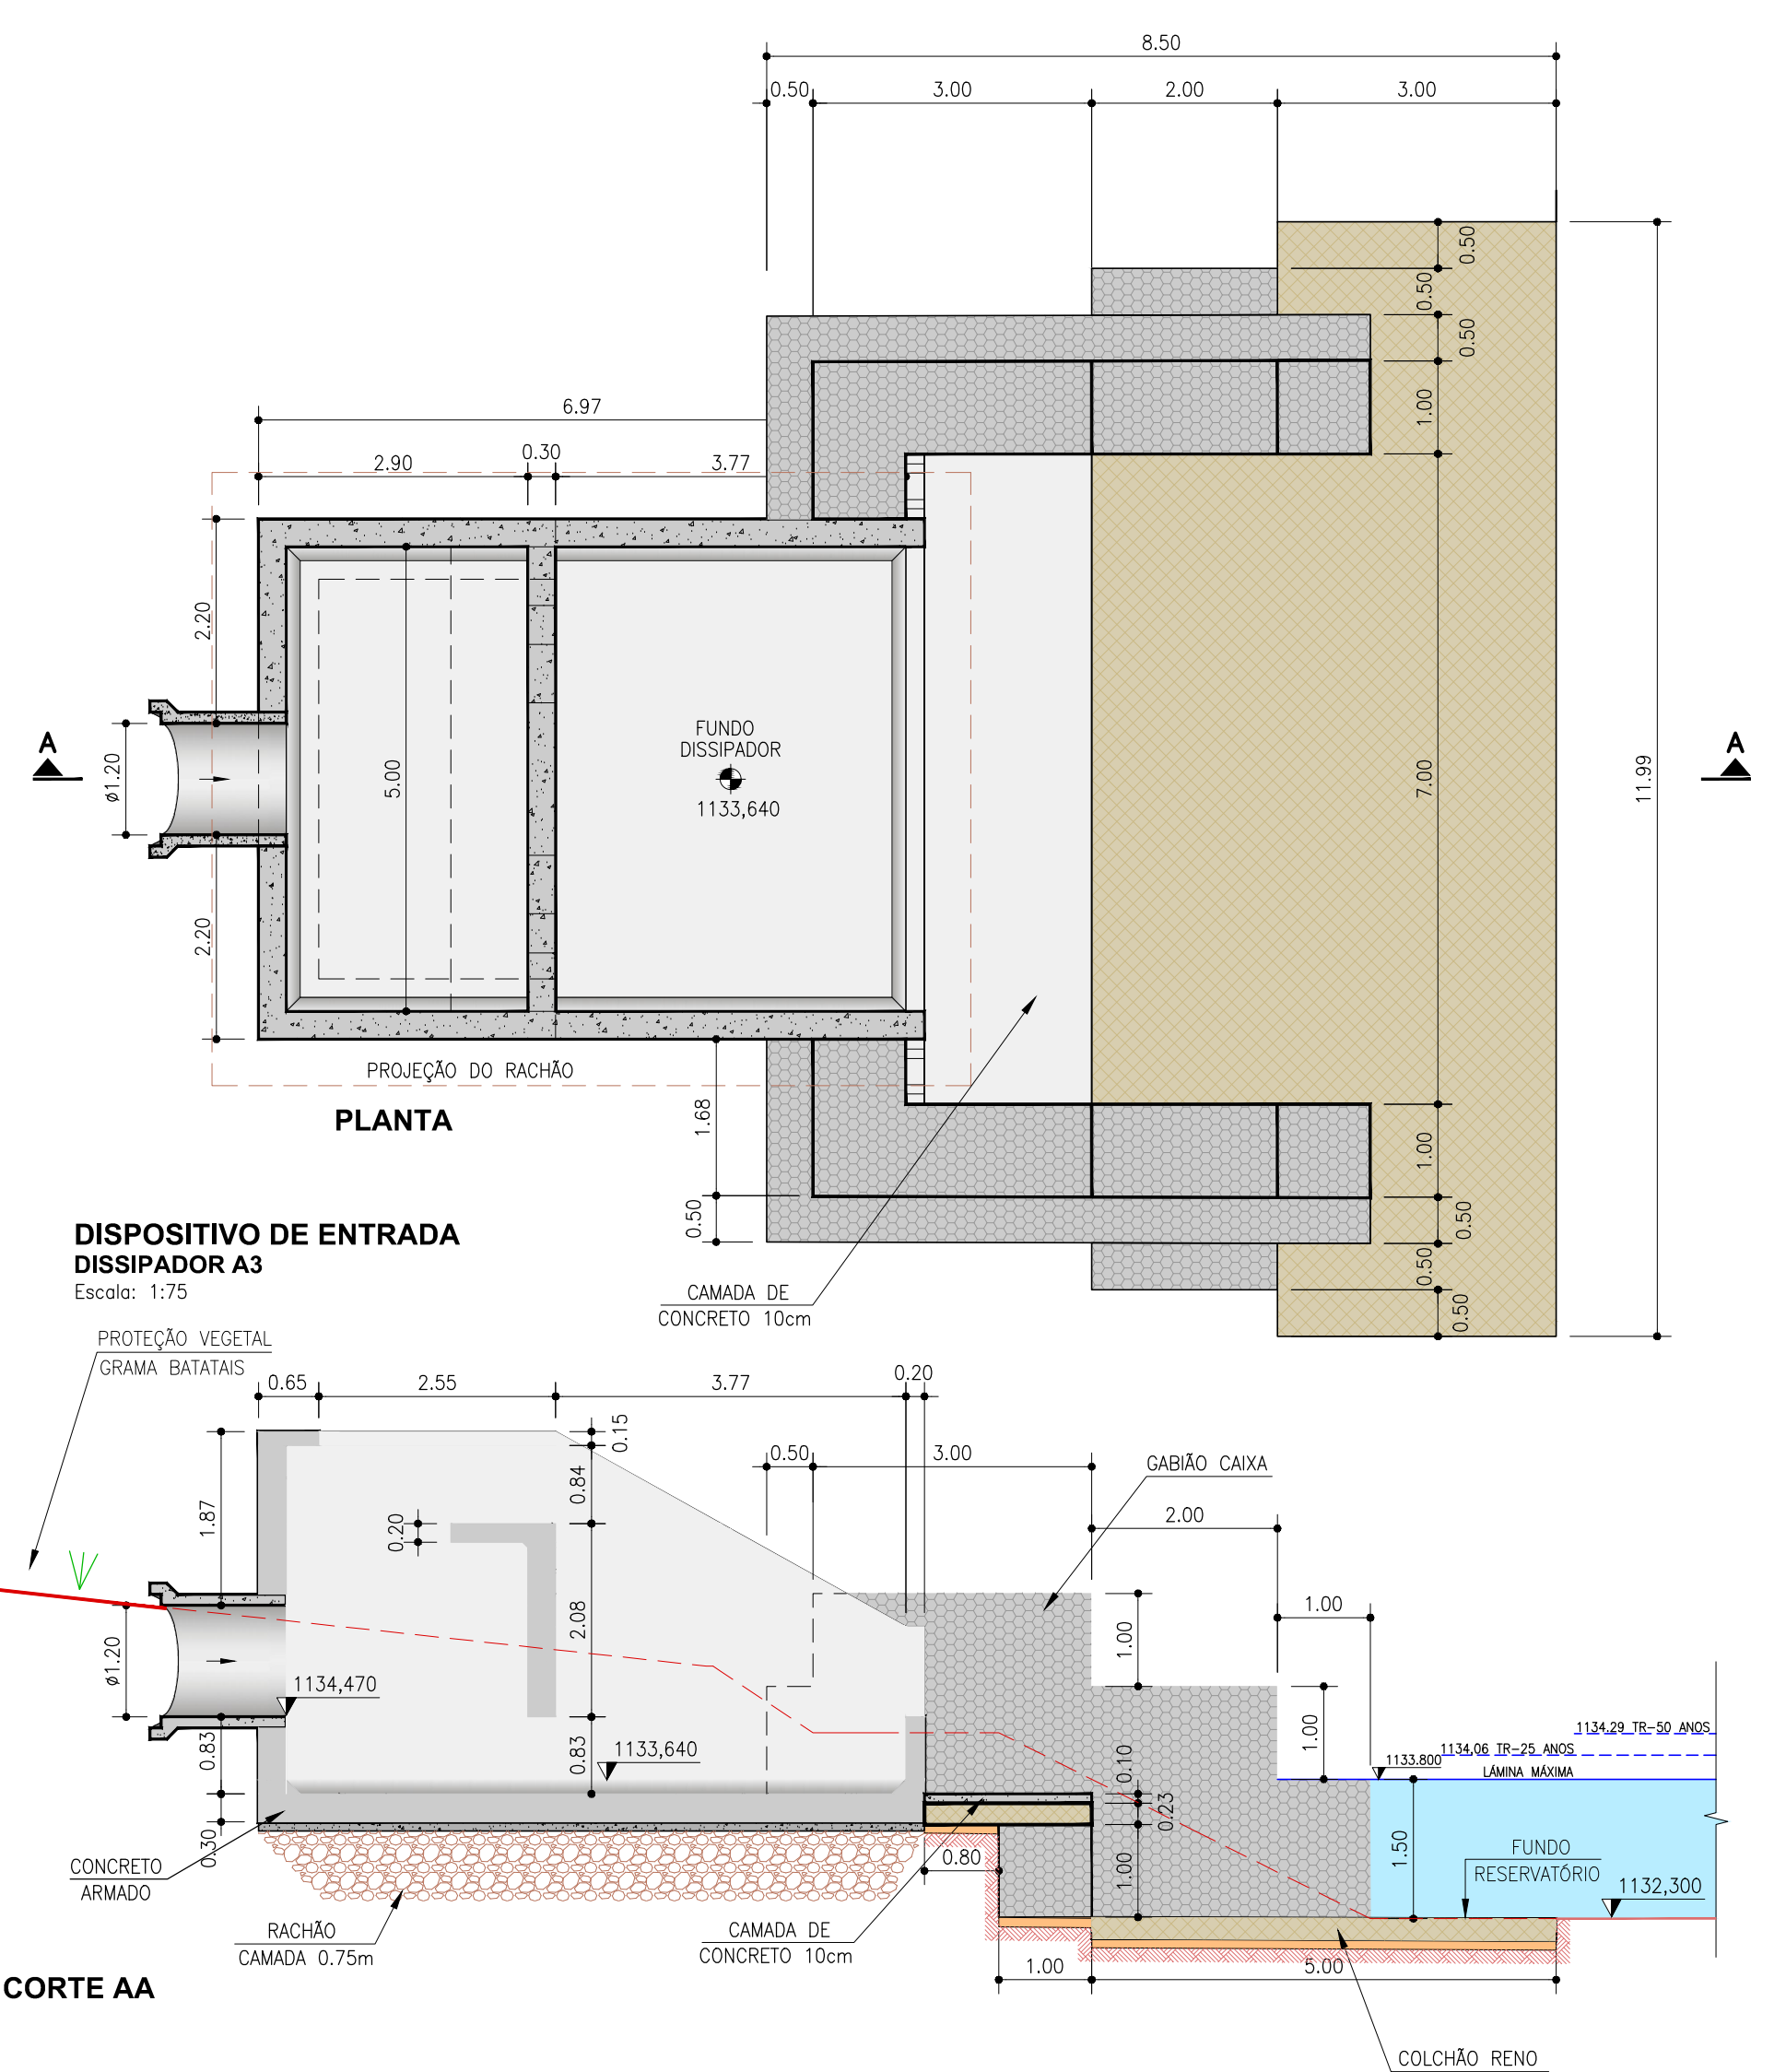 8.50
0.50 3.00 2.00 3.00
0.50
0.50
0.50
1.00
6.97
2.90 0.30 3.77
2.20
FUNDO
DISSIPADOR
1133,640
A
A
ø1.20
5.00
7.00
11.99
2.20
PROJEÇÃO DO RACHÃO
PLANTA
1.68
1.00
0.50
0.50
0.50
0.50
DISPOSITIVO DE ENTRADA
DISSIPADOR A3
Escala: 1:75
CAMADA DE
CONCRETO 10cm
PROTEÇÃO VEGETAL
GRAMA BATATAIS
0.65 2.55 3.77 0.20
0.15
0.50 3.00
GABIÃO CAIXA
0.84
1.87
0.20
2.00
1.00
2.08
1.00
ø1.20
1134,470
1.00
1134.29 TR-50 ANOS
1134,06 TR-25 ANOS
1133.800
LÁMINA MÁXIMA
0.83
0.83
1133,640
0.10
0.23
0.30
CONCRETO
ARMADO
0.80
1.00
1.50
FUNDO
RESERVATÓRIO
1132,300
RACHÃO
CAMADA 0.75m
CAMADA DE
CONCRETO 10cm
1.00 5.00
CORTE AA
COLCHÃO RENO